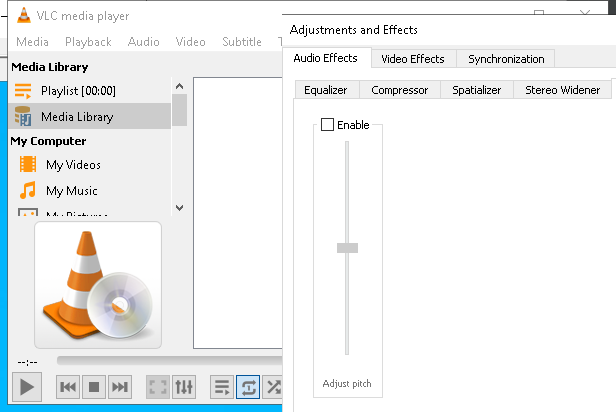 VLC media player
Media Playback Audio Video Subtitle
Media Library
Playlist [00:00]
Media Library
My Computer
My Videos
My Music
My Pictures
--:--
Adjustments and Effects
Audio Effects Video Effects Synchronization
Equalizer Compressor Spatializer Stereo Widener
Enable
Adjust pitch